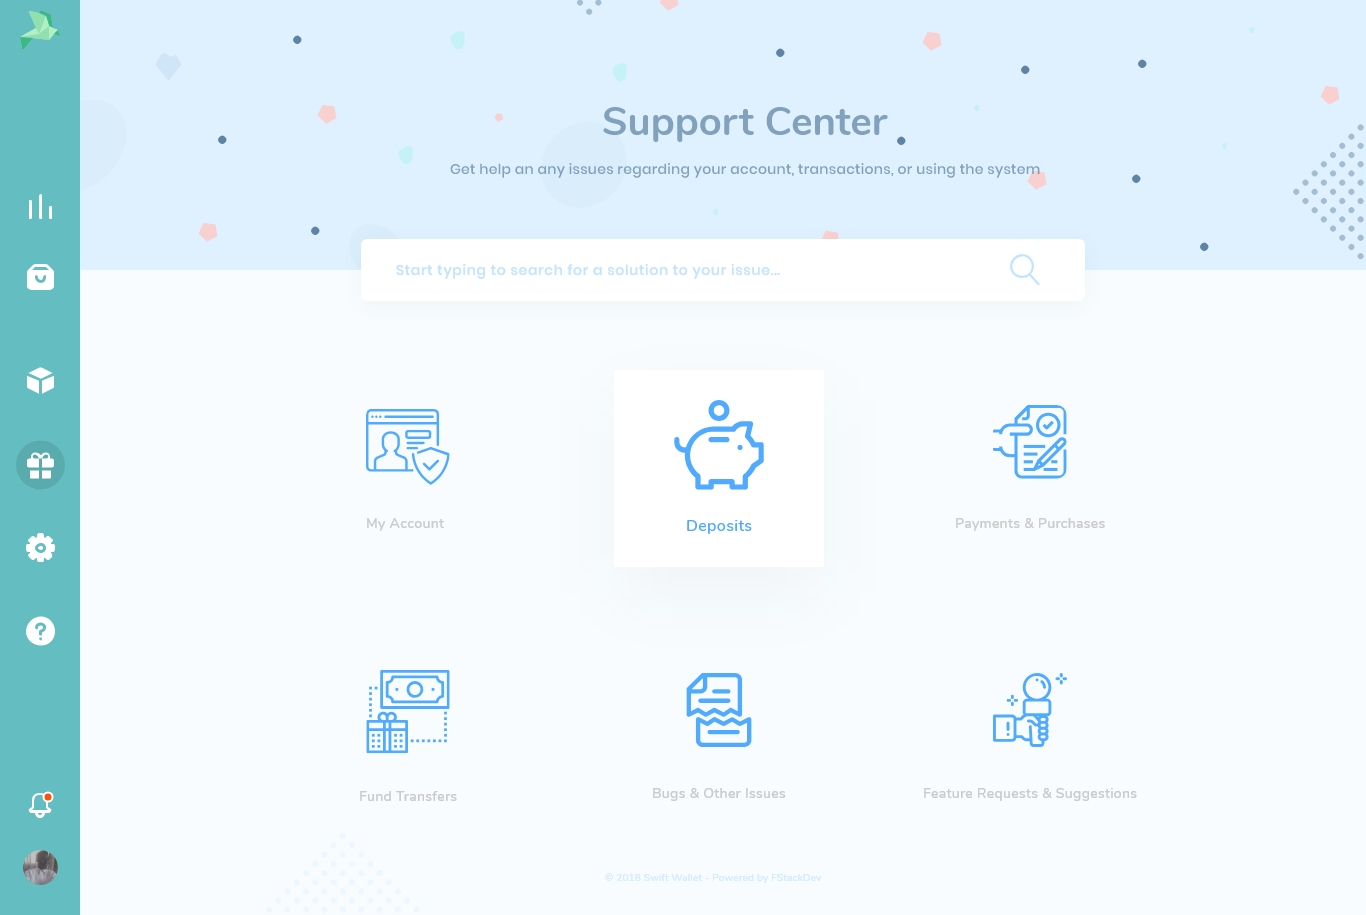 Support Center
Get help an any issues regarding your account, transactions, or using the system
Start typing to search for a solution to your issue...
My Account
Deposits
Payments & Purchases
Fund Transfers
Bugs & Other Issues
Feature Requests & Suggestions
© 2018 Swift Wallet - Powered by FStackDev